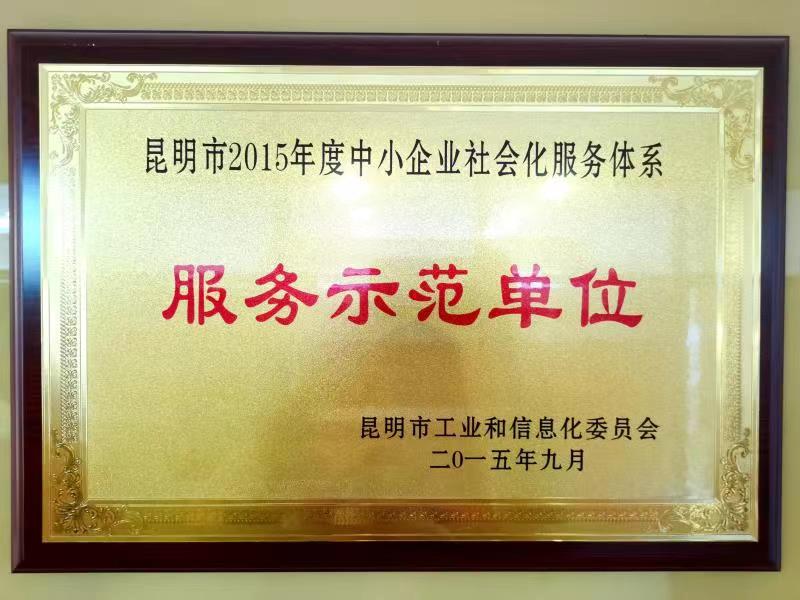 昆明市2015年度中小企业社会化服务体系
服务示范单位
昆明市工业和信息化委员会
二0一五年九月